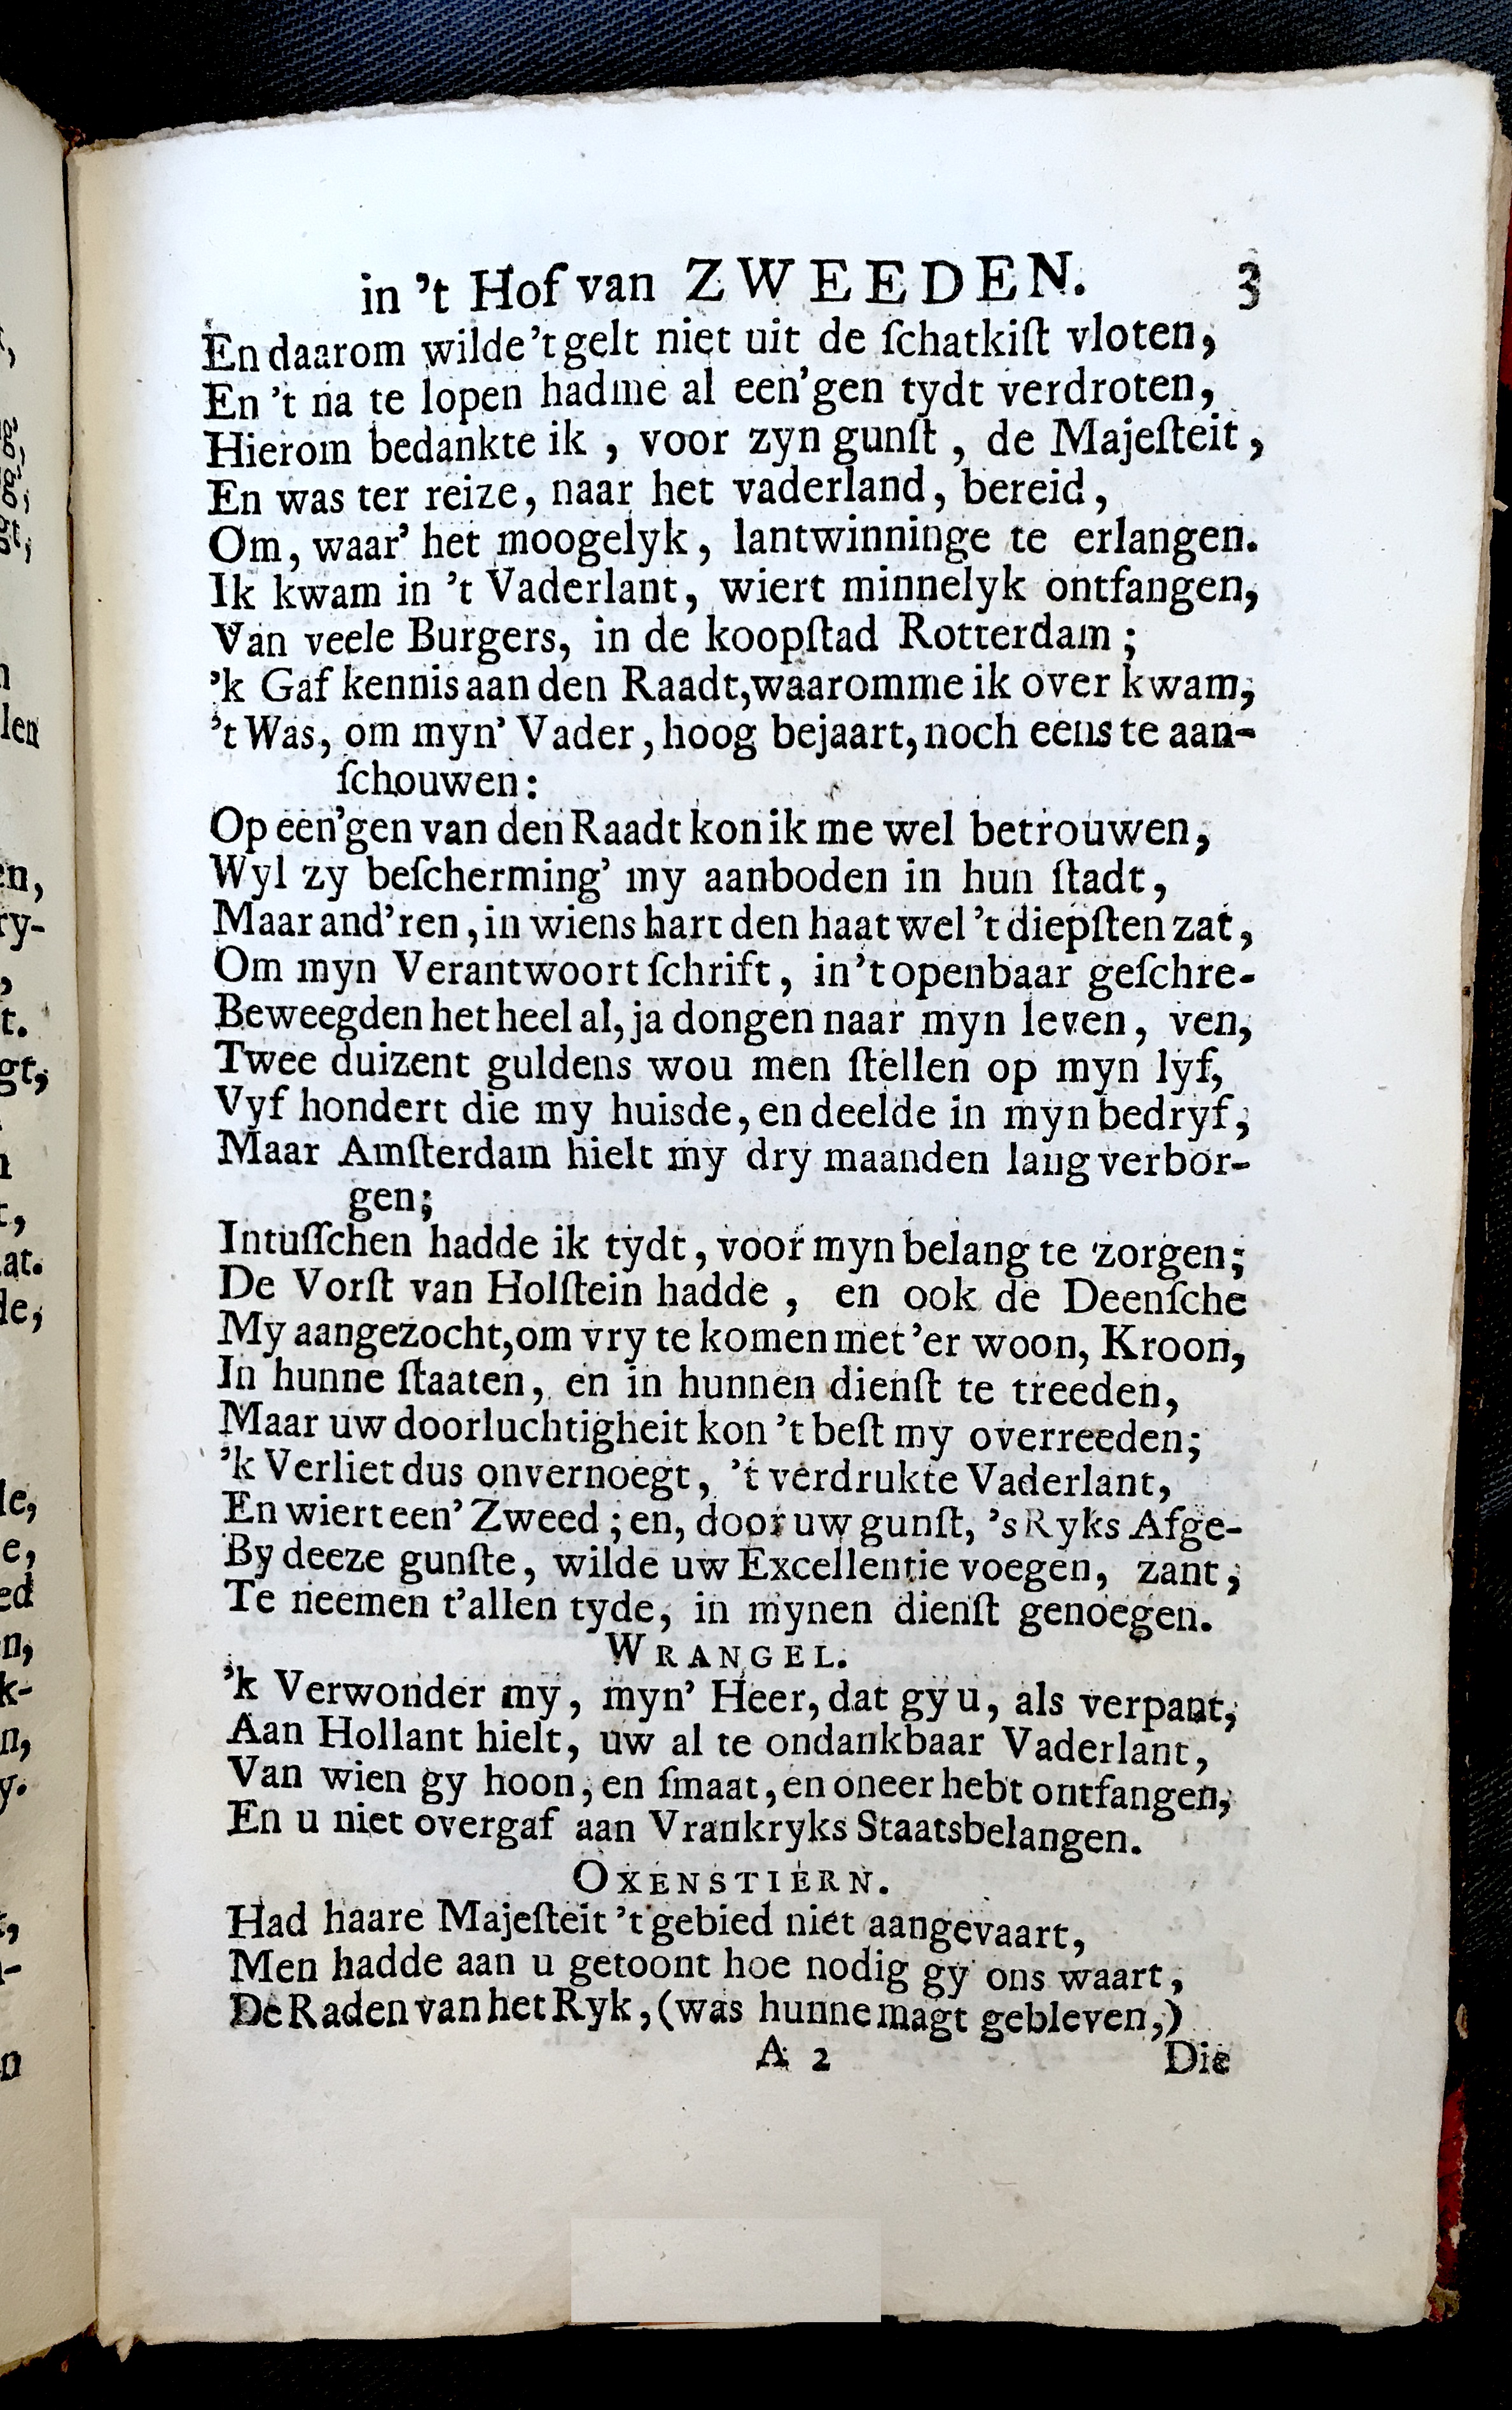 in 't Hof van ZWEEDEN. 3
En daarom wilde 't gelt niet uit de ſchatkiſt vloten,
En 't na te lopen hadme al een'gen tydt verdroten,
Hierom bedankte ik, voor zyn gunſt, de Majeſteit,
En was ter reize, naar het vaderland, bereid,
Om, waar' het moogelyk, lantwinninge te erlangen.
Ik kwam in 't Vaderlant, wiert minnelyk ontfangen,
Van veele Burgers, in de koopſtad Rotterdam;
'k Gaf kennis aan den Raadt, waaromme ik over kwam,
't Was, om myn' Vader, hoog bejaart, noch eens te aan-
ſchouwen:
Op een'gen van den Raadt kon ik me wel betrouwen,
Wyl zy beſcherming' my aanboden in hun ſtadt,
Maar and'ren, in wiens hart den haat wel 't diepſten zat,
Om myn Verantwoort ſchrift, in 't openbaar geſchre-
Beweegden het heel al, ja dongen naar myn leven, ven,
Twee duizent guldens wou men ſtellen op myn lyf,
Vyf hondert die my huisde, en deelde in myn bedryf,
Maar Amſterdam hielt my dry maanden lang verbor-
gen;
Intuſſchen hadde ik tydt, voor myn belang te zorgen;
De Vorſt van Holſtein hadde, en ook de Deenſche
My aangezocht, om vry te komen met 'er woon, Kroon,
In hunne ſtaaten, en in hunnen dienſt te treeden,
Maar uw doorluchtigheit kon 't beſt my overreeden;
'k Verliet dus onvernoegt, 't verdrukte Vaderlant,
En wiert een' Zweed; en, door uw gunſt, 's Ryks Afge-
By deeze gunſte, wilde uw Excellentie voegen, zant,
Te neemen t'allen tyde, in mynen dienſt genoegen.
WRANGEL.
'k Verwonder my, myn' Heer, dat gy u, als verpant,
Aan Hollant hielt, uw al te ondankbaar Vaderlant,
Van wien gy hoon, en ſmaat, en oneer hebt ontfangen,
En u niet overgaf aan Vrankryks Staatsbelangen.
OXENSTIERN.
Had haare Majeſteit 't gebied niet aangevaart,
Men hadde aan u getoont hoe nodig gy ons waart,
De Raden van het Ryk, (was hunne magt gebleven,)
A 2 Die